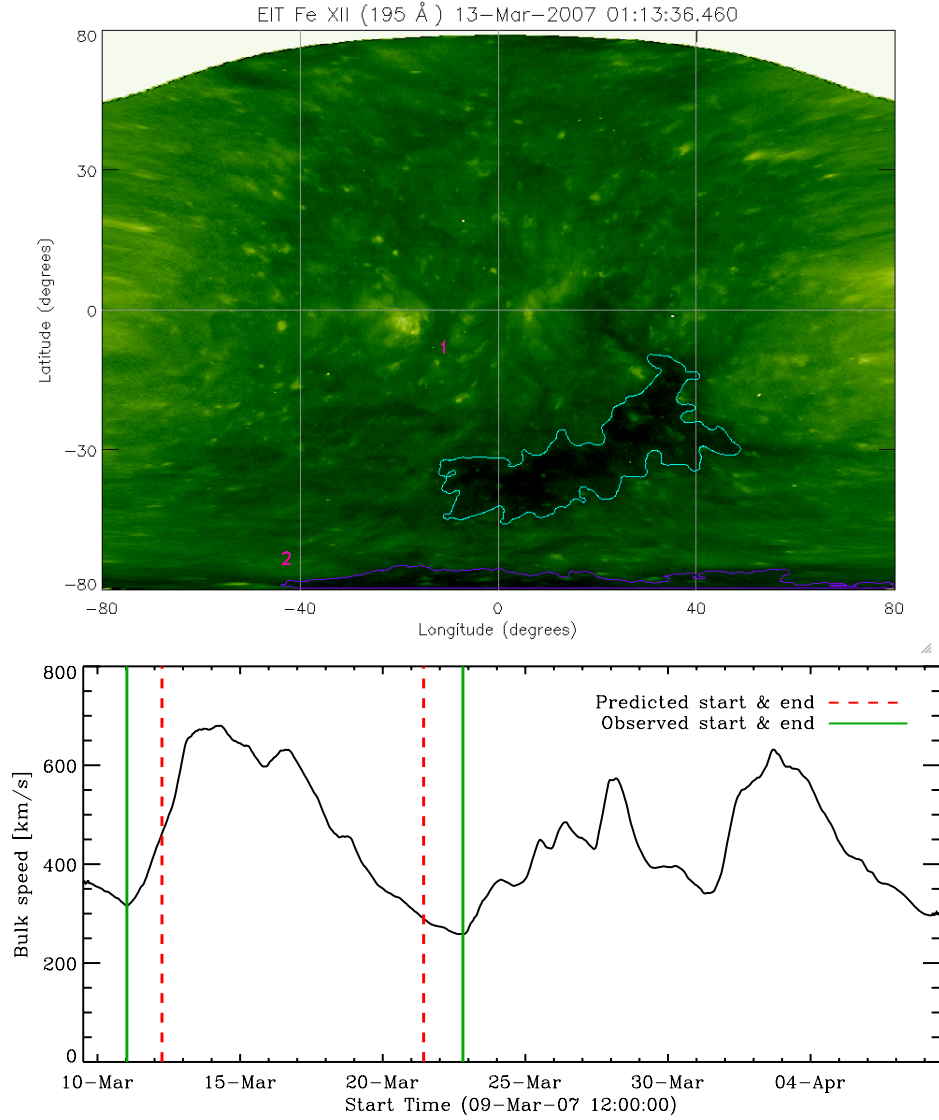 EIT Fe XII (195 Å) 13-Mar-2007 01:13:36.460
80
30
0
−30
−80
Latitude (degrees)
1
2
−80
−40
0
40
80
Longitude (degrees)
800
600
400
200
0
Bulk speed [km/s]
Predicted start & end
Observed start & end
10-Mar
15-Mar
20-Mar
25-Mar
30-Mar
04-Apr
Start Time (09-Mar-07 12:00:00)